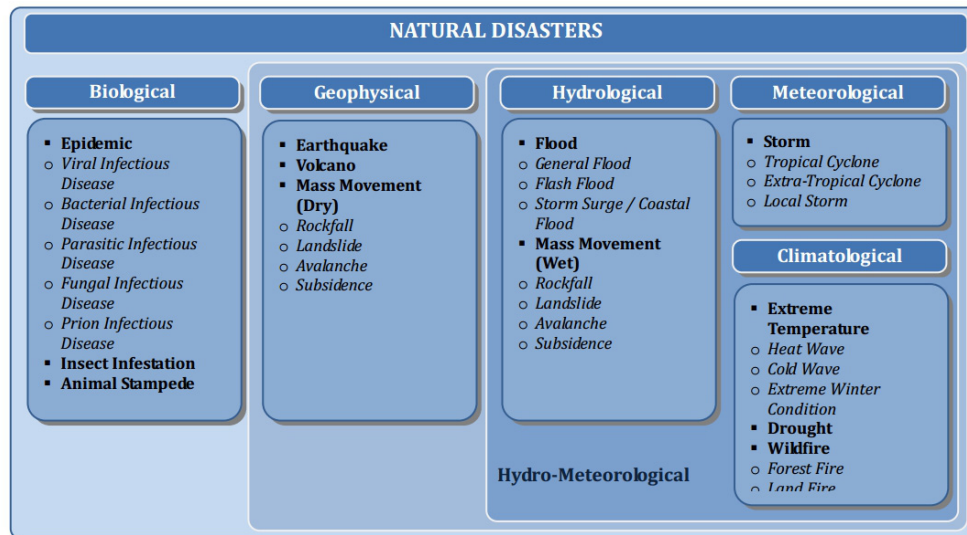 NATURAL DISASTERS
Biological
▪ Epidemic
o Viral Infectious
Disease
o Bacterial Infectious
Disease
o Parasitic Infectious
Disease
o Fungal Infectious
Disease
o Prion Infectious
Disease
▪ Insect Infestation
▪ Animal Stampede
Geophysical
▪ Earthquake
▪ Volcano
▪ Mass Movement
(Dry)
o Rockfall
o Landslide
o Avalanche
o Subsidence
Hydrological
▪ Flood
o General Flood
o Flash Flood
o Storm Surge / Coastal
Flood
▪ Mass Movement
(Wet)
o Rockfall
o Landslide
o Avalanche
o Subsidence
Meteorological
▪ Storm
o Tropical Cyclone
o Extra-Tropical Cyclone
o Local Storm
Climatological
▪ Extreme
Temperature
o Heat Wave
o Cold Wave
o Extreme Winter
Condition
▪ Drought
▪ Wildfire
o Forest Fire
o Land Fire
Hydro-Meteorological